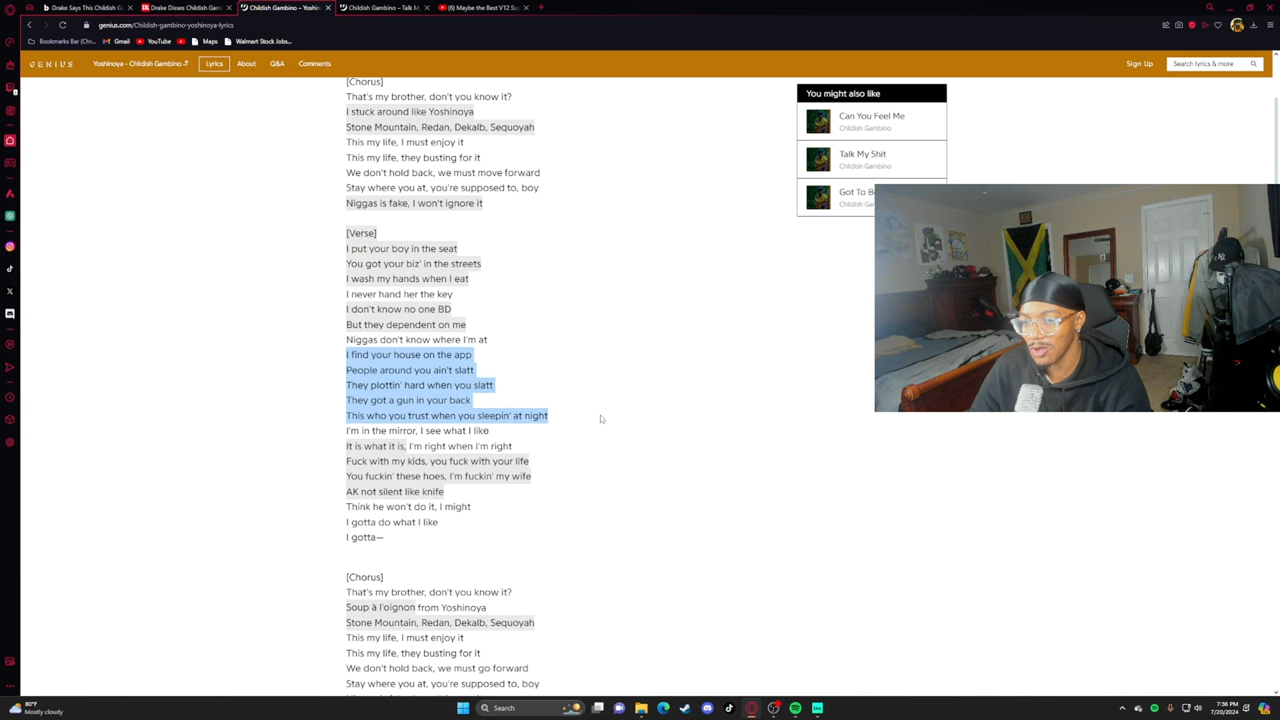 Drake Says This Childish G
Drake Disses Childish Gam
Childish Gambino – Yoshin
Childish Gambino – Talk M
(6) Maybe the Best V12 Su
genius.com/Childish-gambino-yoshinoya-lyrics
Bookmarks Bar (Chr...
Gmail
YouTube
Maps
Walmart Stock Jobs...
GENIUS
Yoshinoya - Childish Gambino
Lyrics
About
Q&A
Comments
Sign Up
Search lyrics & more
[Chorus]
That's my brother, don't you know it?
I stuck around like Yoshinoya
Stone Mountain, Redan, Dekalb, Sequoyah
This my life, I must enjoy it
This my life, they busting for it
We don't hold back, we must move forward
Stay where you at, you're supposed to, boy
Niggas is fake, I won't ignore it
[Verse]
I put your boy in the seat
You got your biz' in the streets
I wash my hands when I eat
I never hand her the key
I don't know no one BD
But they dependent on me
Niggas don't know where I'm at
I find your house on the app
People around you ain't slatt
They plottin' hard when you slatt
They got a gun in your back
This who you trust when you sleepin' at night
I'm in the mirror, I see what I like
It is what it is, I'm right when I'm right
Fuck with my kids, you fuck with your life
You fuckin' these hoes, I'm fuckin' my wife
AK not silent like knife
Think he won't do it, I might
I gotta do what I like
I gotta—
[Chorus]
That's my brother, don't you know it?
Soup à l'oignon from Yoshinoya
Stone Mountain, Redan, Dekalb, Sequoyah
This my life, I must enjoy it
This my life, they busting for it
We don't hold back, we must go forward
Stay where you at, you're supposed to, boy
You might also like
Can You Feel Me
Childish Gambino
Talk My Shit
Childish Gambino
Got To B
Childish Gam
80°F
Mostly cloudy
Search
7:36 PM
7/20/2024